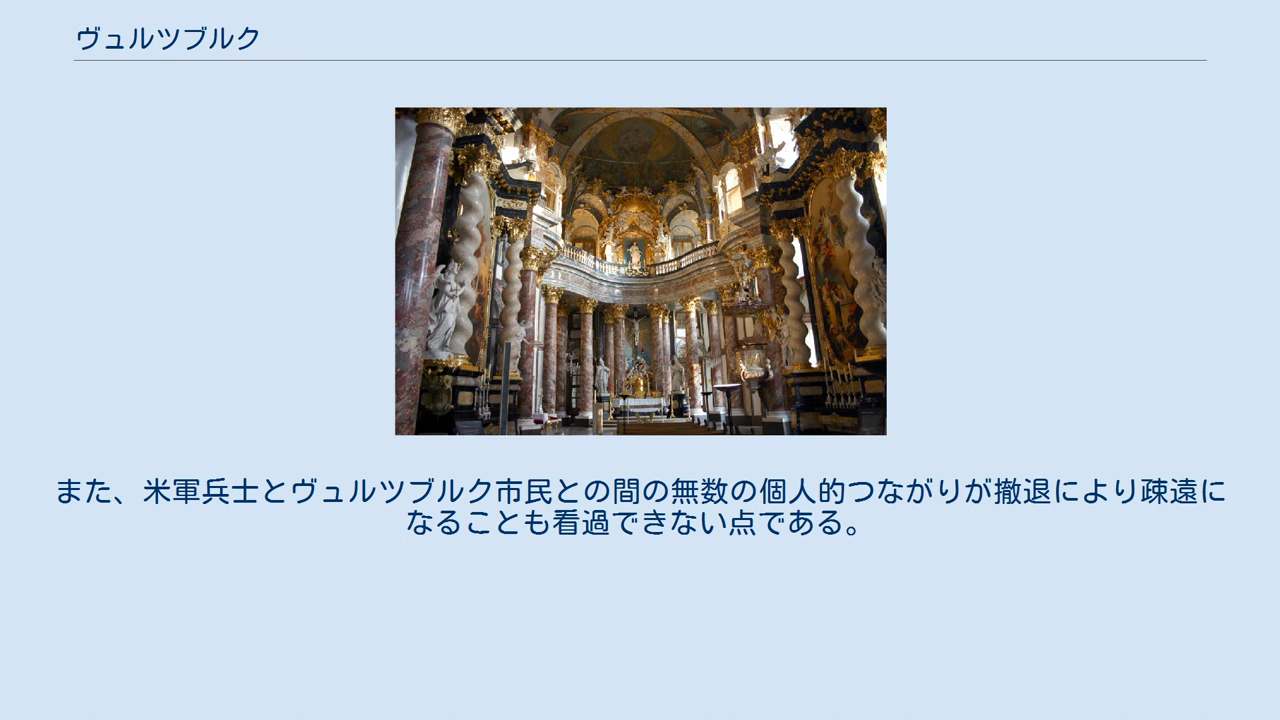 ヴュルツブルク
また、米軍兵士とヴュルツブルク市民との間の無数の個人的つながりが撤退により疎遠に
なることも看過できない点である。